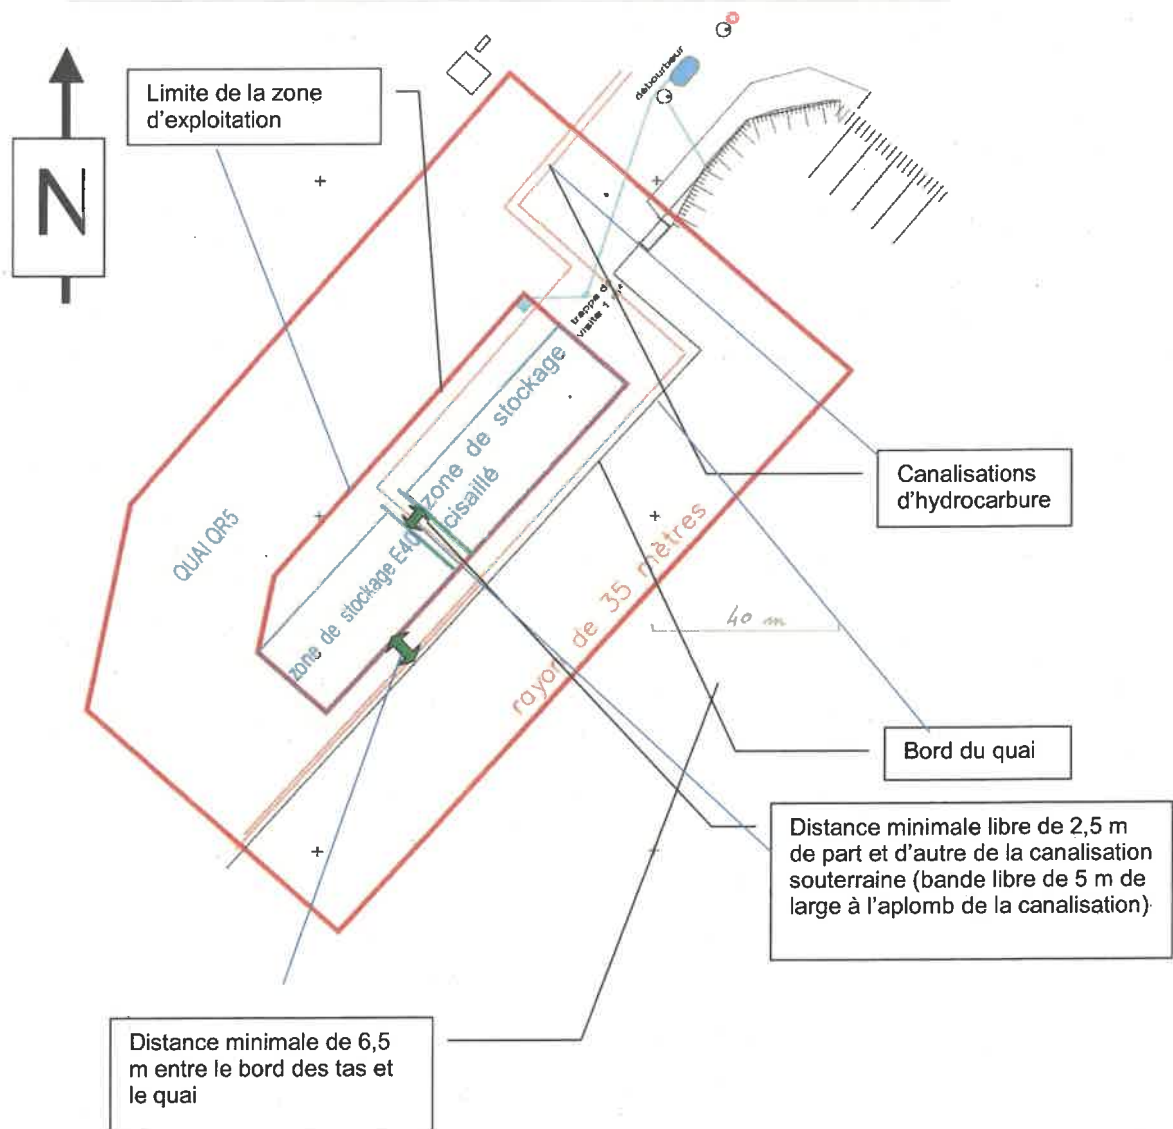 Limite de la zone
d'exploitation
N
débourbeur
trappe de
visite 1
zone de stockage
cisaillé
zone de stockage E40
QUAI QR5
rayon de 35 mètres
40 m
Canalisations
d'hydrocarbure
Bord du quai
Distance minimale libre de 2,5 m
de part et d'autre de la canalisation
souterraine (bande libre de 5 m de
large à l'aplomb de la canalisation)
Distance minimale de 6,5
m entre le bord des tas et
le quai